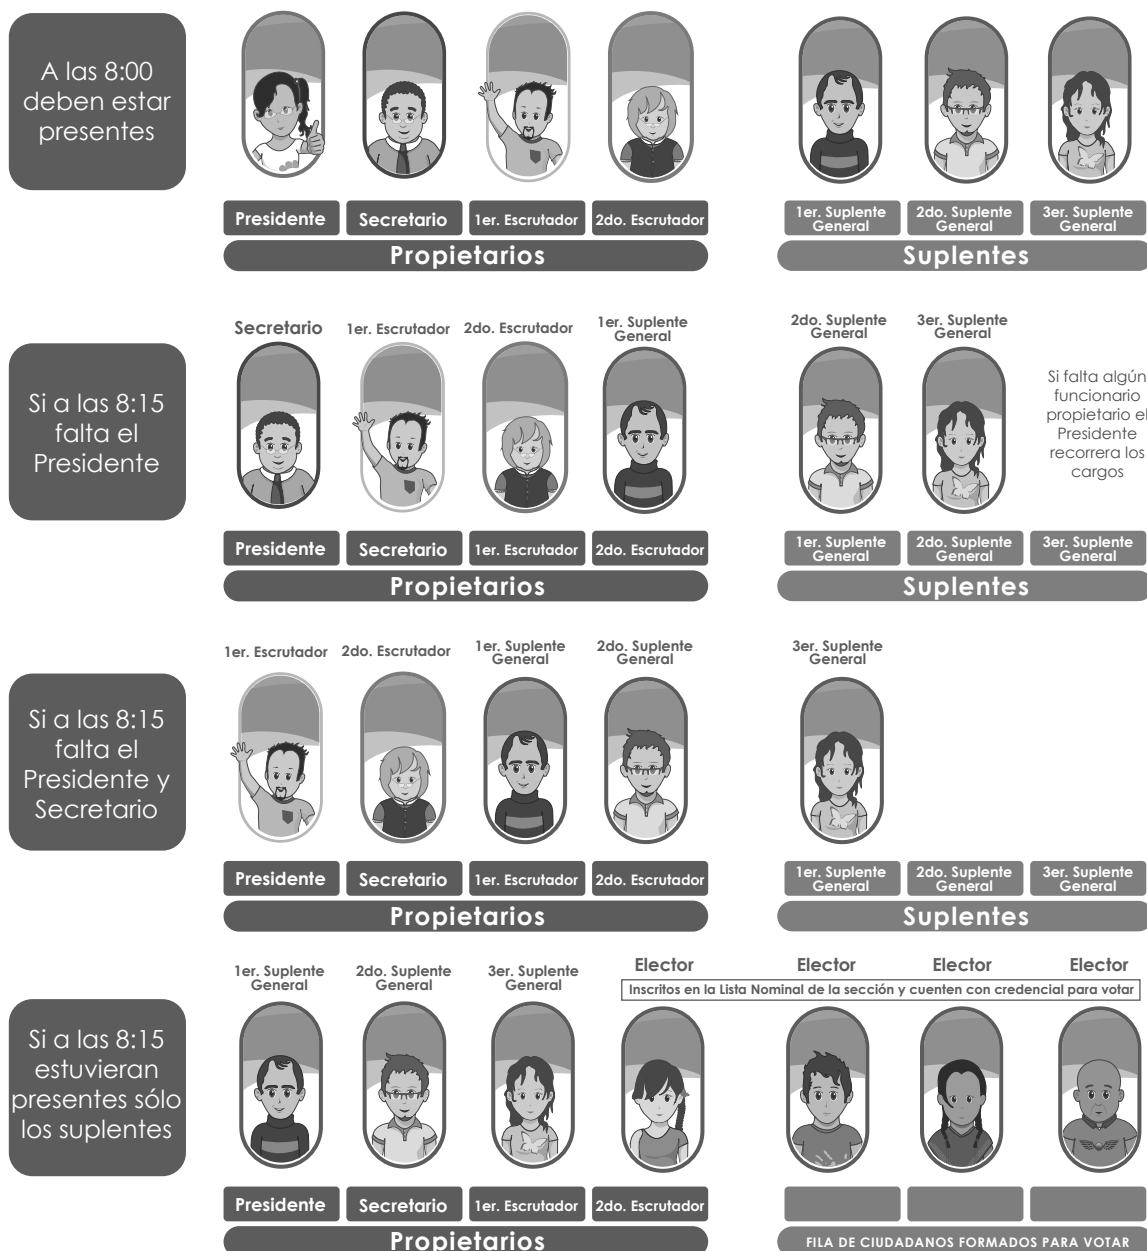 A las 8:00
deben estar
presentes
Presidente
Secretario
1er. Escrutador
2do. Escrutador
1er. Suplente
General
2do. Suplente
General
3er. Suplente
General
Propietarios
Suplentes
Secretario
1er. Escrutador
2do. Escrutador
1er. Suplente
General
2do. Suplente
General
3er. Suplente
General
Si a las 8:15
falta el
Presidente
Si falta algún
funcionario
propietario el
Presidente
recorrera los
cargos
Presidente
Secretario
1er. Escrutador
2do. Escrutador
1er. Suplente
General
2do. Suplente
General
3er. Suplente
General
Propietarios
Suplentes
1er. Escrutador
2do. Escrutador
1er. Suplente
General
2do. Suplente
General
3er. Suplente
General
Si a las 8:15
falta el
Presidente y
Secretario
Presidente
Secretario
1er. Escrutador
2do. Escrutador
1er. Suplente
General
2do. Suplente
General
3er. Suplente
General
Propietarios
Suplentes
1er. Suplente
General
2do. Suplente
General
3er. Suplente
General
Elector
Elector
Elector
Elector
Inscritos en la Lista Nominal de la sección y cuenten con credencial para votar
Si a las 8:15
estuvieran
presentes sólo
los suplentes
Presidente
Secretario
1er. Escrutador
2do. Escrutador
Propietarios
FILA DE CIUDADANOS FORMADOS PARA VOTAR